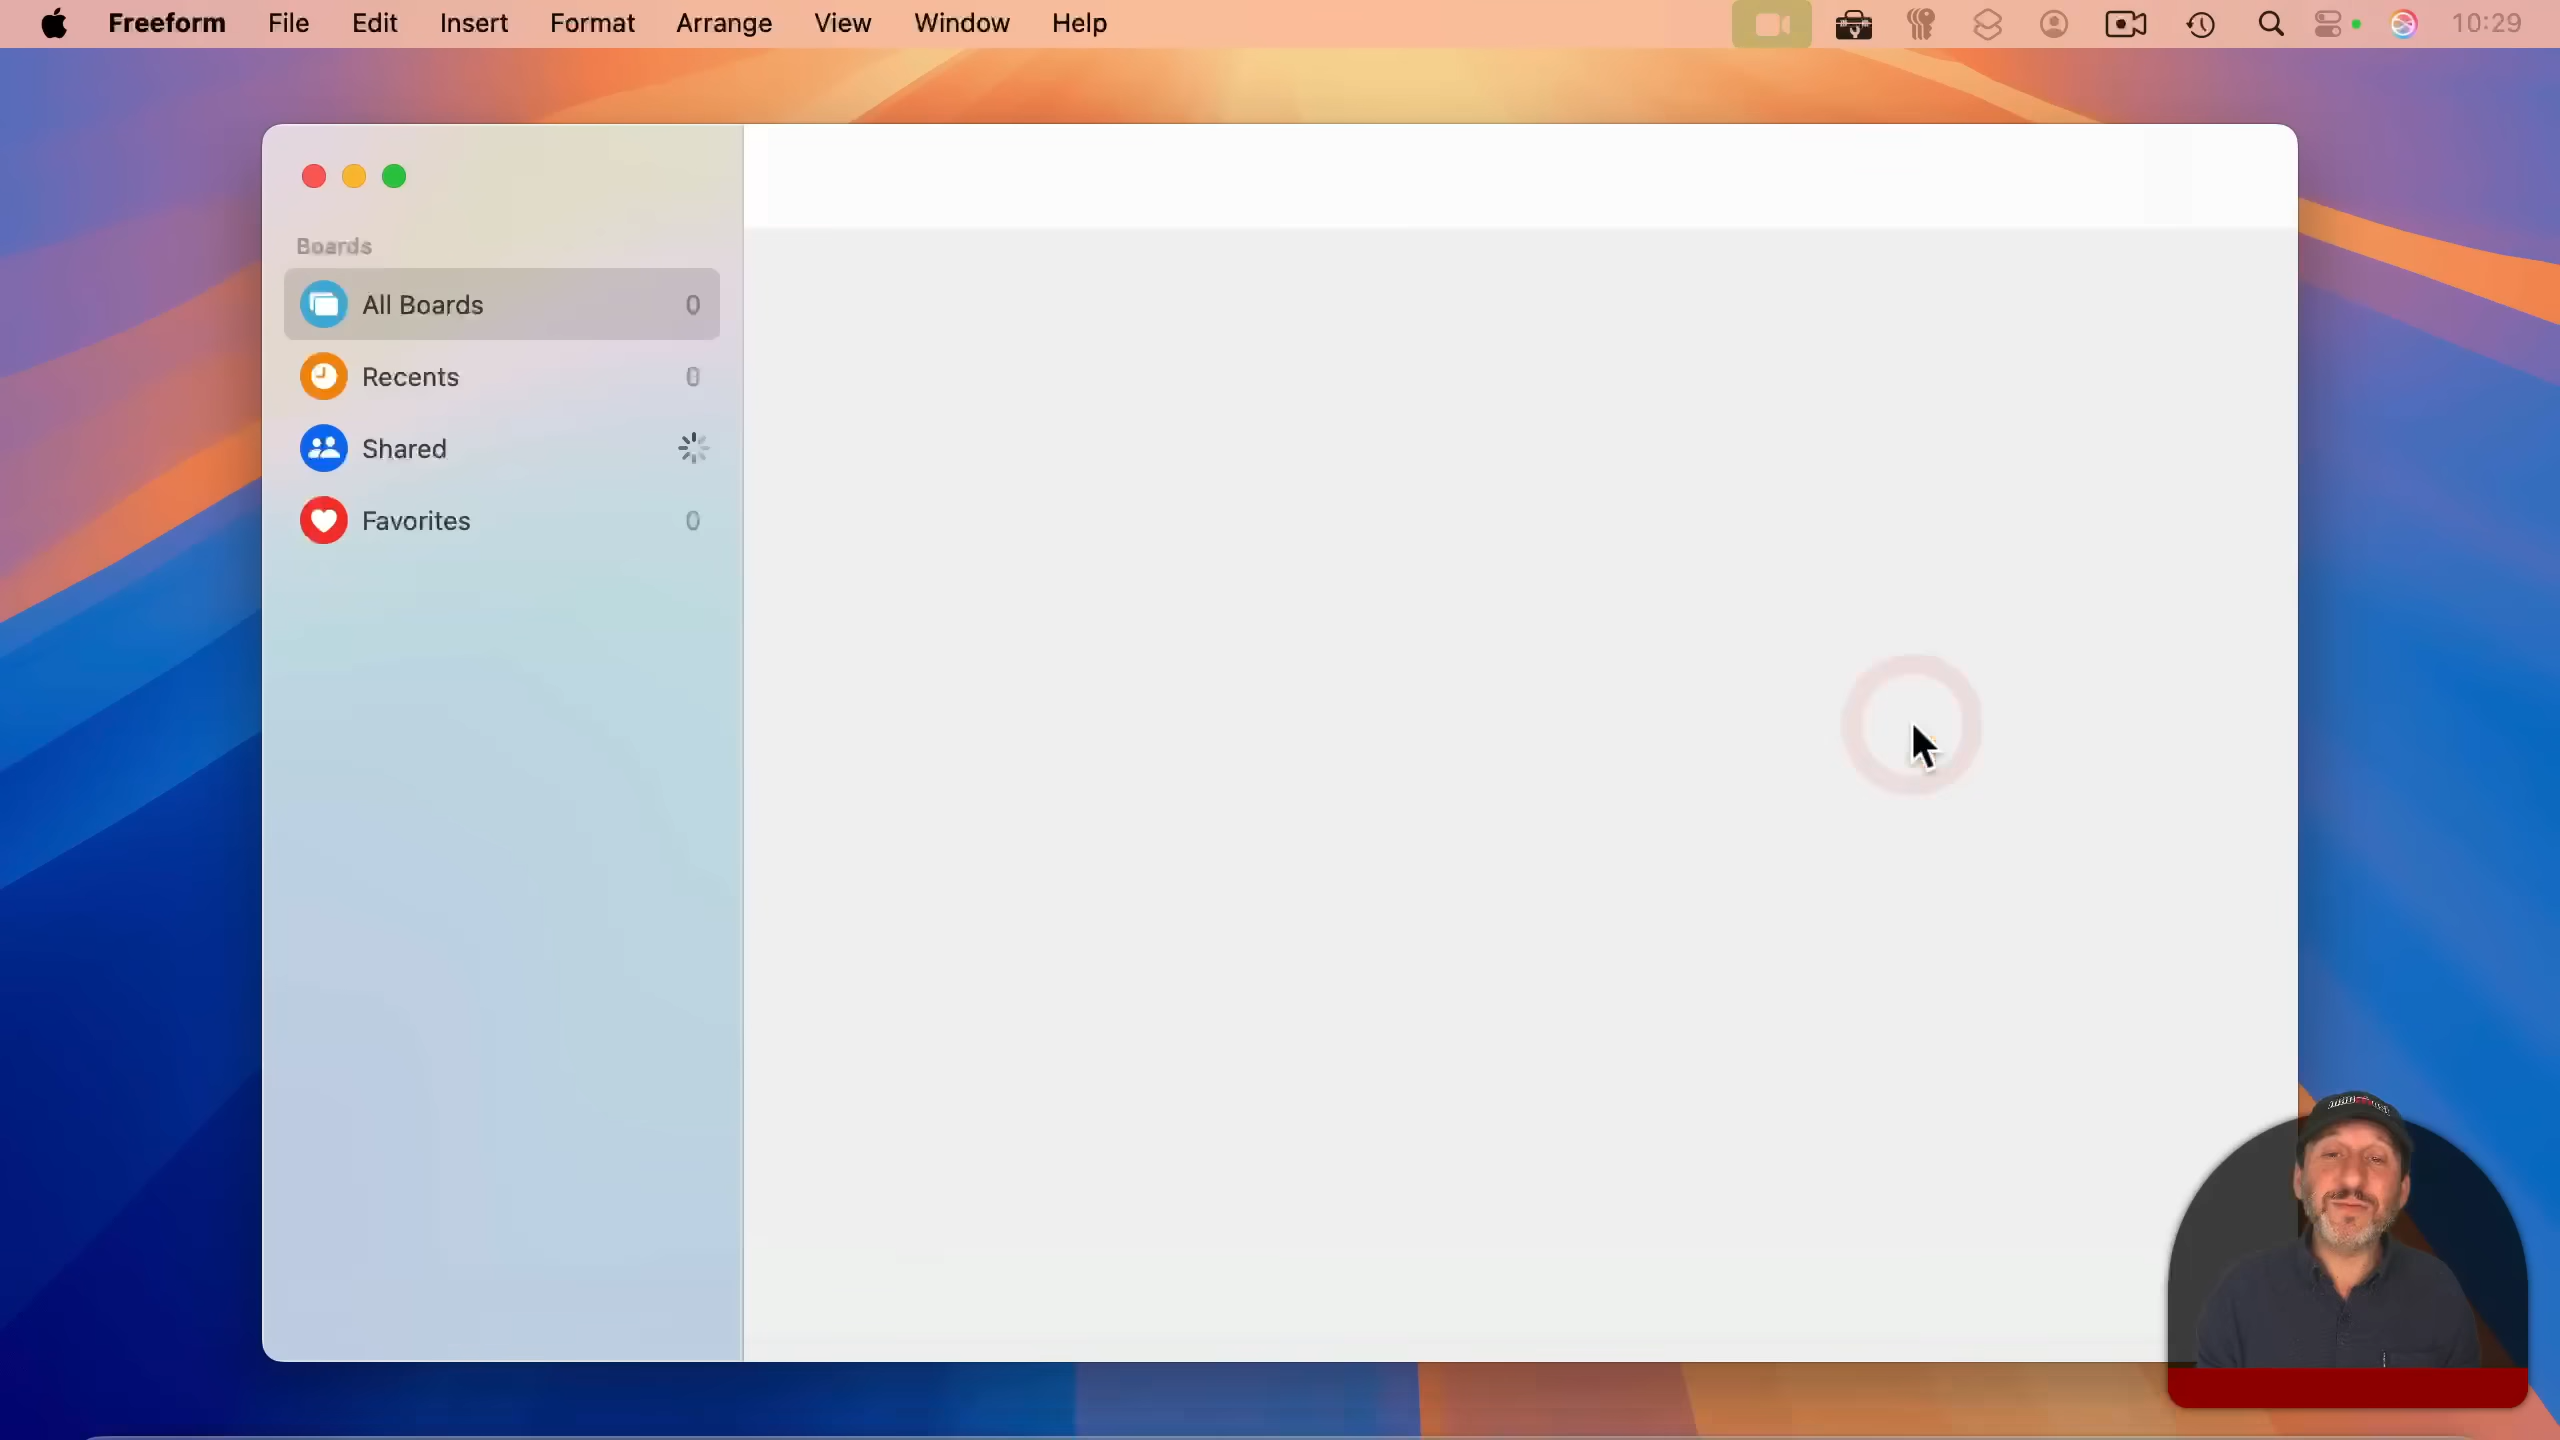 Freeform File Edit Insert Format Arrange View Window Help 10:29
Boards
All Boards 0
Recents 0
Shared
Favorites 0